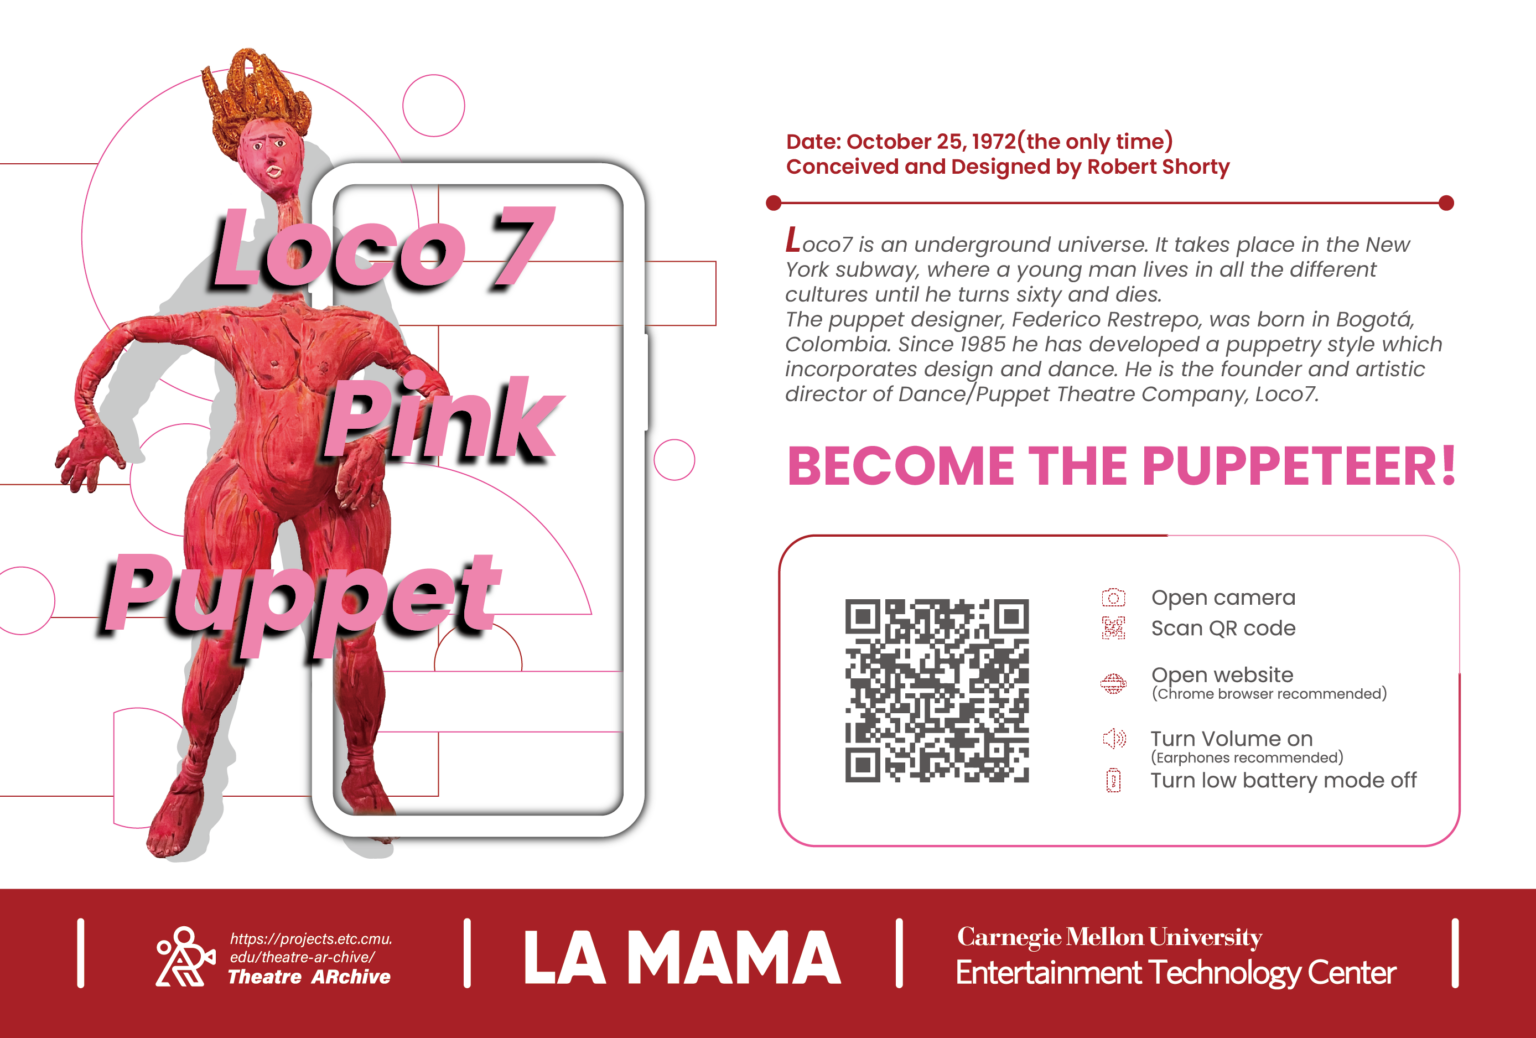 Loco 7
Pink
Puppet
Date: October 25, 1972(the only time)
Conceived and Designed by Robert Shorty
Loco7 is an underground universe. It takes place in the New
York subway, where a young man lives in all the different
cultures until he turns sixty and dies.
The puppet designer, Federico Restrepo, was born in Bogotá,
Colombia. Since 1985 he has developed a puppetry style which
incorporates design and dance. He is the founder and artistic
director of Dance/Puppet Theatre Company, Loco7.
BECOME THE PUPPETEER!
Open camera
Scan QR code
Open website
(Chrome browser recommended)
Turn Volume on
(Earphones recommended)
Turn low battery mode off
https://projects.etc.cmu.
edu/theatre-ar-chive/
Theatre ARchive
LA MAMA
Carnegie Mellon University
Entertainment Technology Center